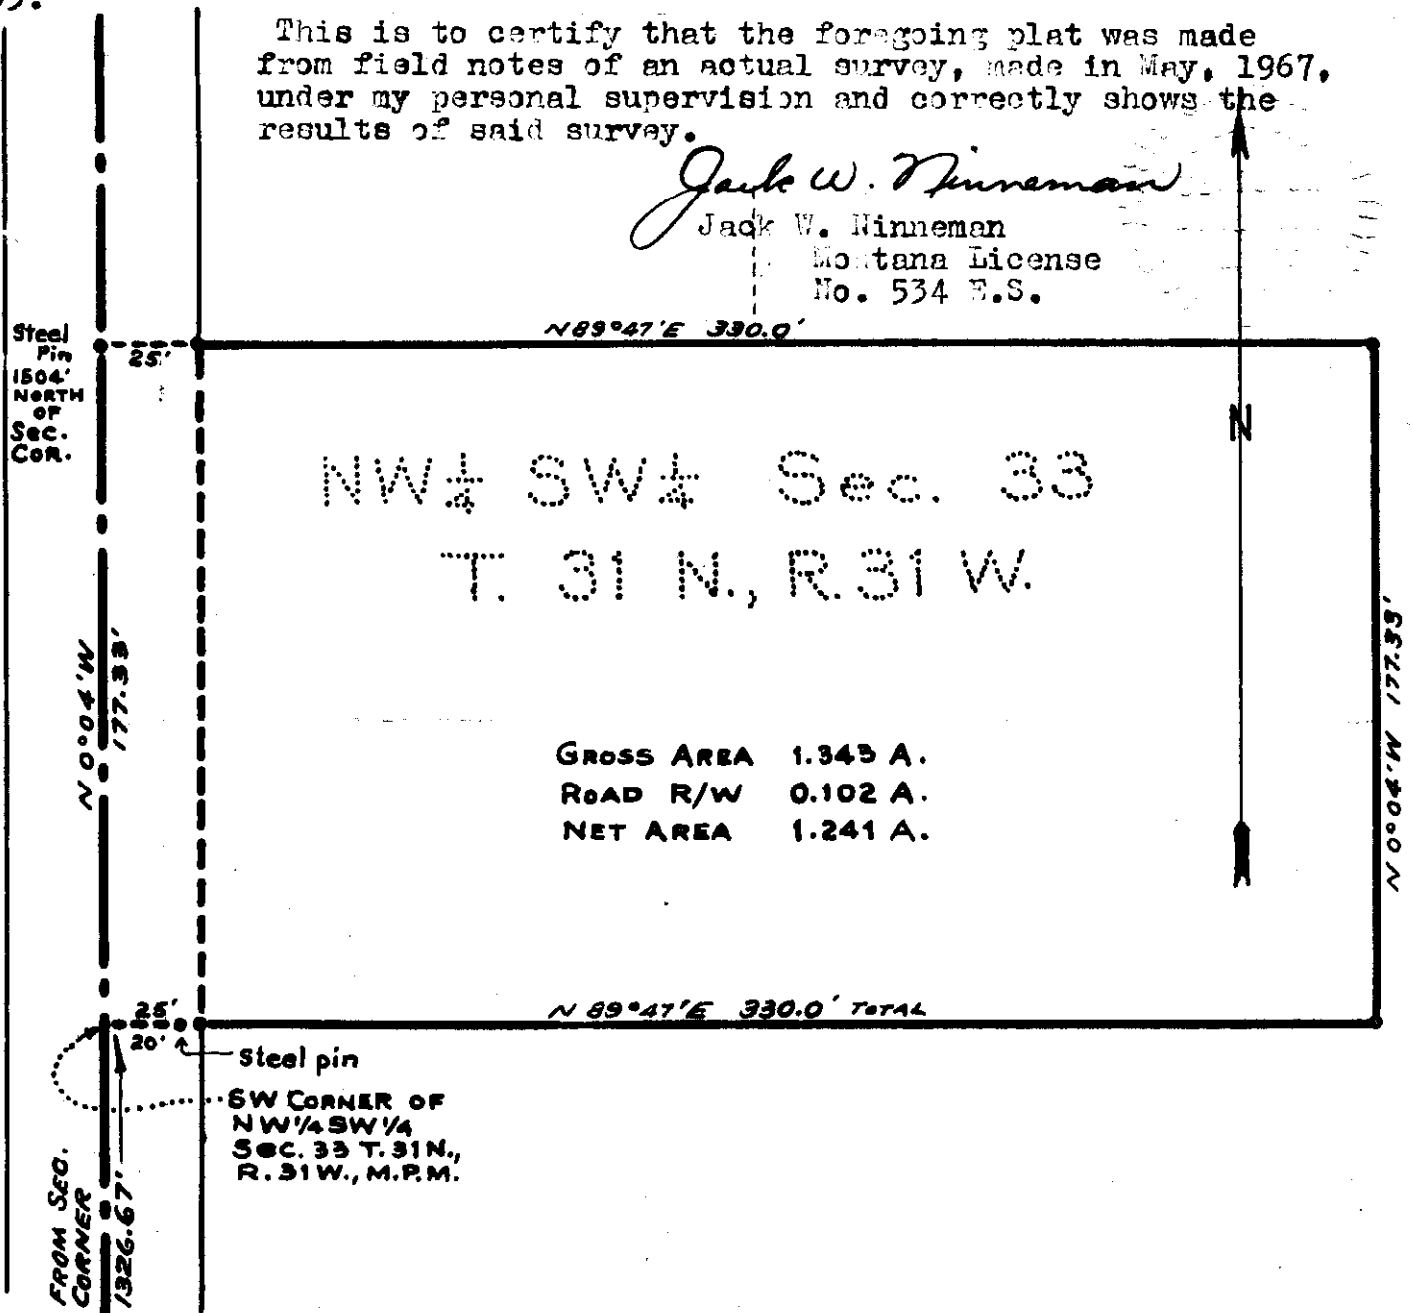 This is to certify that the foregoing plat was made
from field notes of an actual survey, made in May, 1967,
under my personal supervision and correctly shows the
results of said survey.
Jack W. Ninneman
Jack W. Ninneman
Montana License
No. 534 E.S.
N 89°47'E 330.0'
Steel
Pin
1504'
NORTH
OF
Sec.
COR.
25'
N
NW¼ SW¼ Sec. 33
T. 31 N., R. 31 W.
N 0°04'W
177.33'
N 0°04'W 177.33'
GROSS AREA 1.343 A.
ROAD R/W 0.102 A.
NET AREA 1.241 A.
25'
20'
N 89°47'E 330.0' TOTAL
Steel pin
SW CORNER OF
NW1/4 SW1/4
SEC. 33 T. 31 N.,
R. 31 W., M.P.M.
FROM SEC.
CORNER
1326.67'